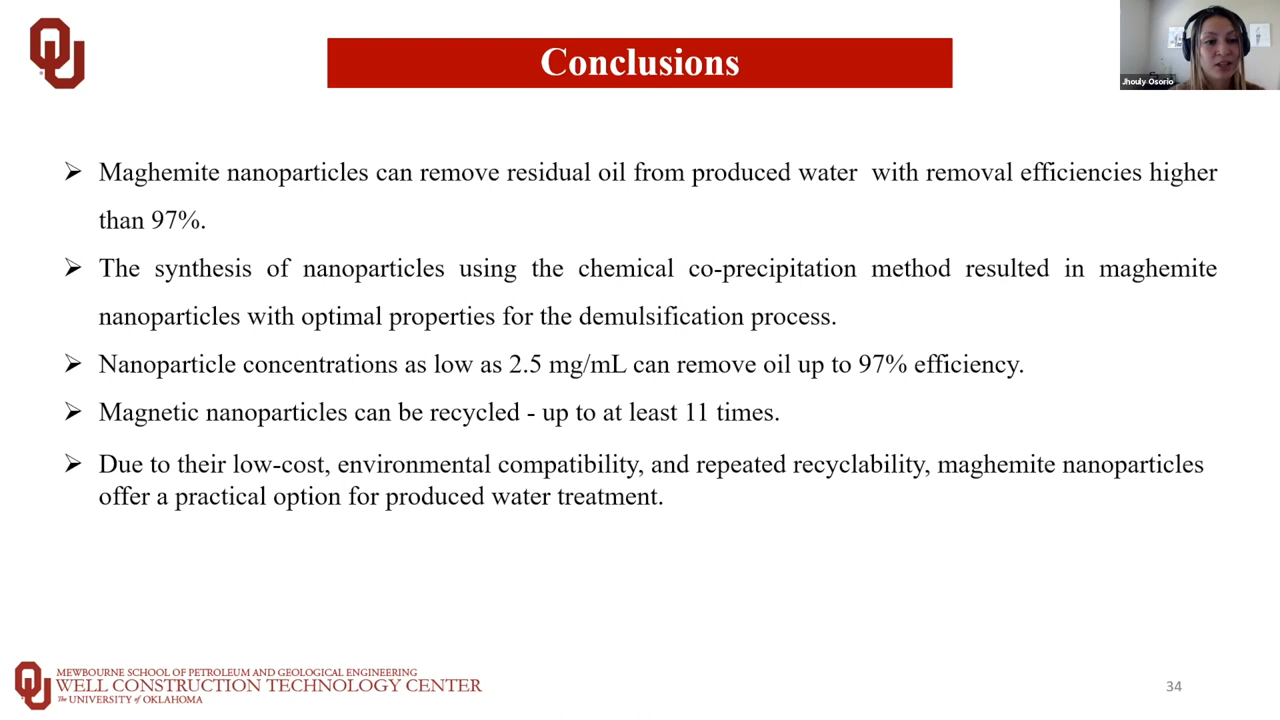 Conclusions
Jhouly Osorio
➢ Maghemite nanoparticles can remove residual oil from produced water with removal efficiencies higher
than 97%.
➢ The synthesis of nanoparticles using the chemical co-precipitation method resulted in maghemite
nanoparticles with optimal properties for the demulsification process.
➢ Nanoparticle concentrations as low as 2.5 mg/mL can remove oil up to 97% efficiency.
➢ Magnetic nanoparticles can be recycled - up to at least 11 times.
➢ Due to their low-cost, environmental compatibility, and repeated recyclability, maghemite nanoparticles
offer a practical option for produced water treatment.
MEWBOURNE SCHOOL OF PETROLEUM AND GEOLOGICAL ENGINEERING
WELL CONSTRUCTION TECHNOLOGY CENTER
The UNIVERSITY of OKLAHOMA
34